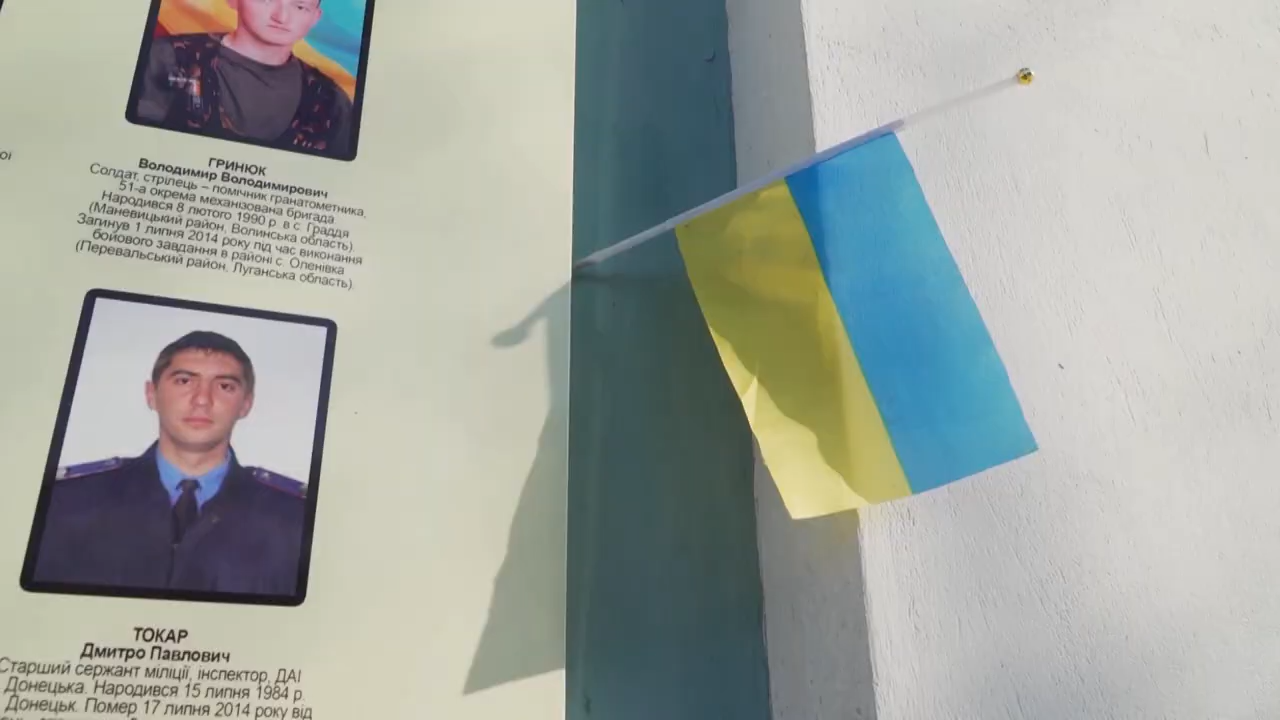 ої
ГРИНЮК
Володимир Володимирович
Солдат, стрілець – помічник гранатометника,
51-а окрема механізована бригада
Народився 8 лютого 1990 р. в с. Граддя
(Маневицький район, Волинська область).
Загинув 1 липня 2014 року під час виконання
бойового завдання в районі с. Оленівка
(Перевальський район, Луганська область).
ТОКАР
Дмитро Павлович
Старший сержант міліції, інспектор, ДАІ
Донецька. Народився 15 липня 1984 р.
Донецьк. Помер 17 липня 2014 року від